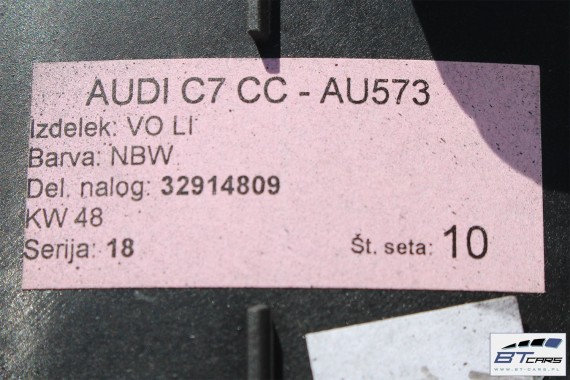 AUDI C7 CC - AU573
Izdelek: VO LI
Barva: NBW
Del. nalog: 32914809
KW 48
Serija: 18
Št. seta: 10
BT CARS
WWW.BT-CARS.PL